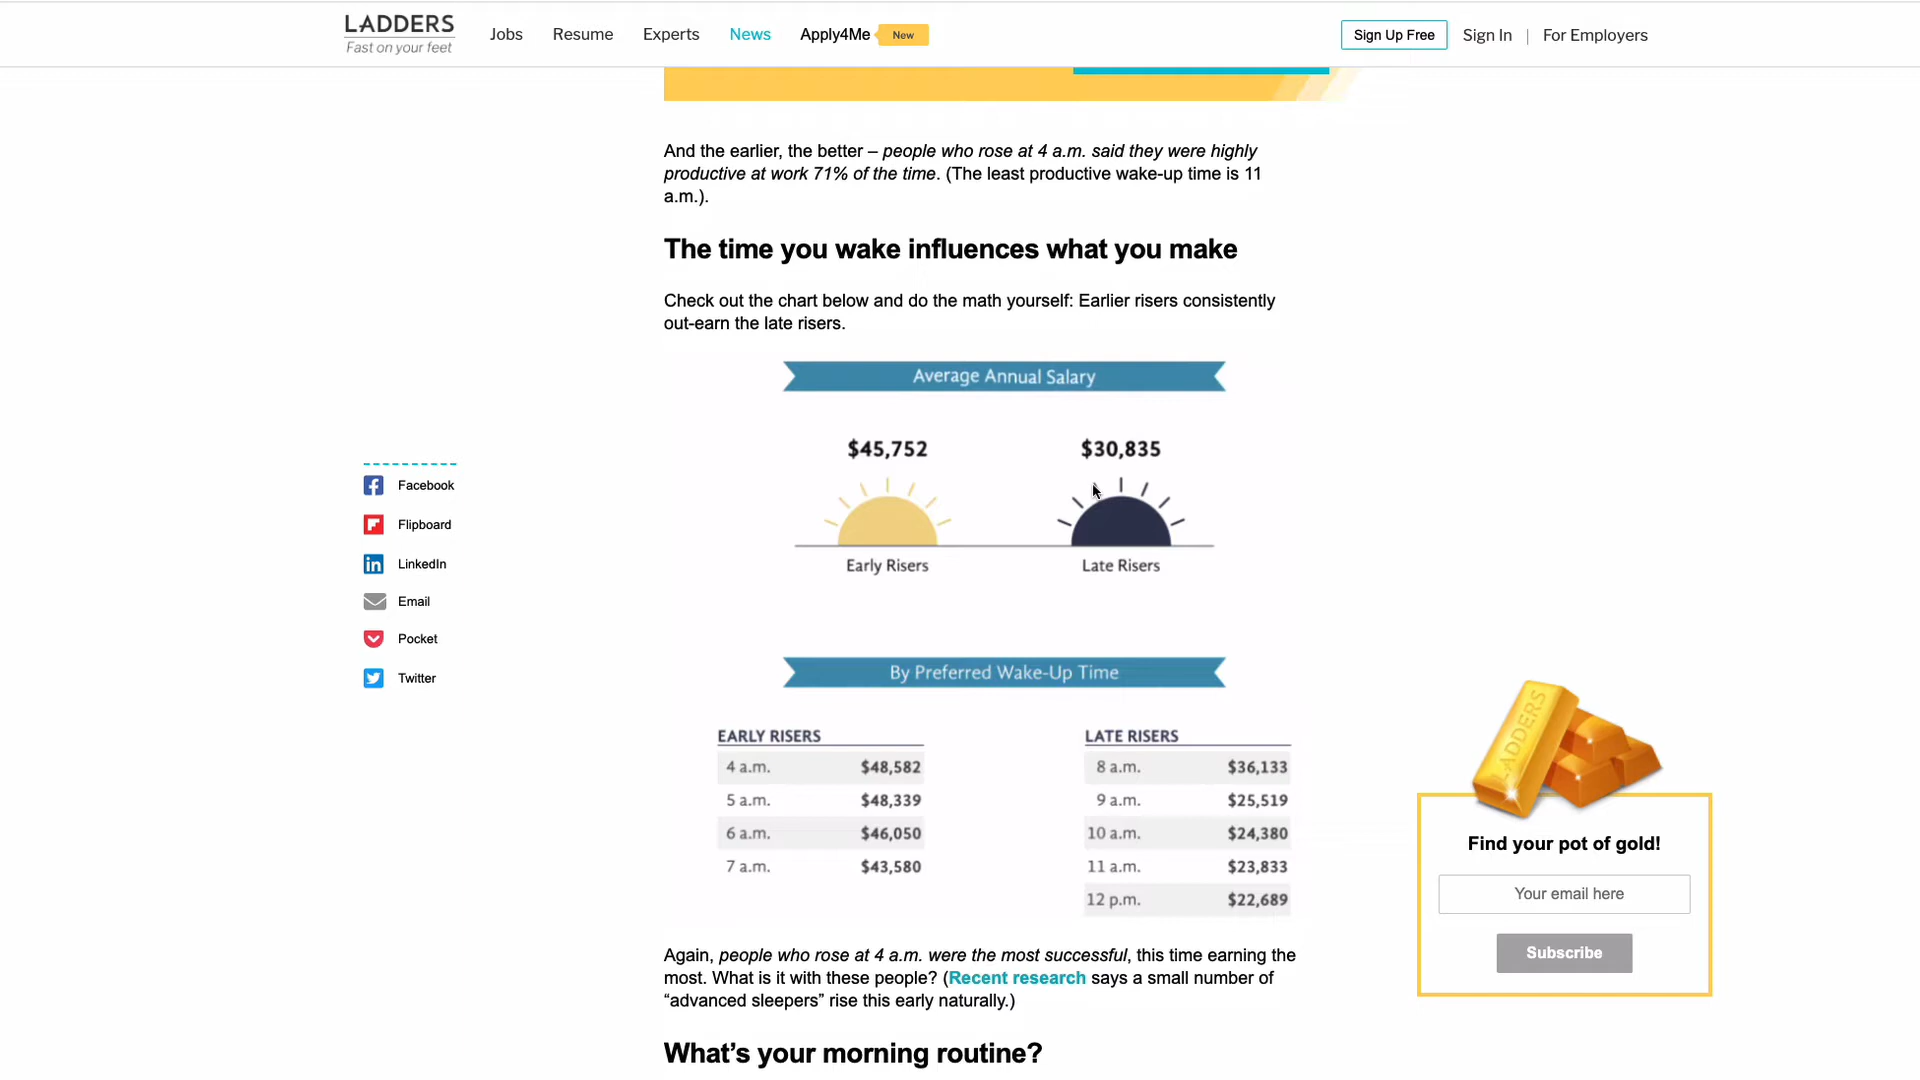 LADDERS
Fast on your feet
Jobs Resume Experts News Apply4Me New
Sign Up Free Sign In | For Employers
And the earlier, the better – people who rose at 4 a.m. said they were highly
productive at work 71% of the time. (The least productive wake-up time is 11
a.m.).
The time you wake influences what you make
Check out the chart below and do the math yourself: Earlier risers consistently
out-earn the late risers.
Average Annual Salary
$45,752 $30,835
Early Risers Late Risers
Facebook
Flipboard
LinkedIn
Email
Pocket
Twitter
By Preferred Wake-Up Time
EARLY RISERS
4 a.m. $48,582
5 a.m. $48,339
6 a.m. $46,050
7 a.m. $43,580
LATE RISERS
8 a.m. $36,133
9 a.m. $25,519
10 a.m. $24,380
11 a.m. $23,833
12 p.m. $22,689
LADDERS
Find your pot of gold!
Your email here
Subscribe
Again, people who rose at 4 a.m. were the most successful, this time earning the
most. What is it with these people? (Recent research says a small number of
“advanced sleepers” rise this early naturally.)
What’s your morning routine?